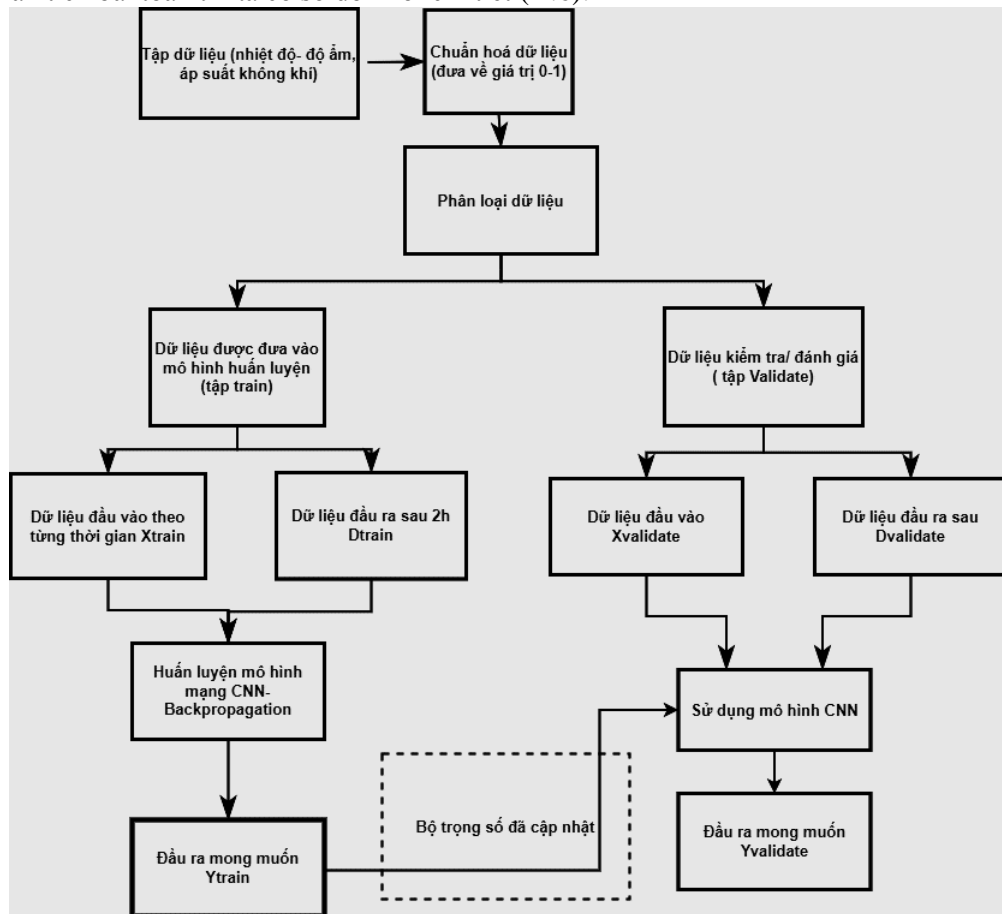 Tập dữ liệu (nhiệt độ- độ ẩm,
áp suất không khí)
Chuẩn hoá dữ liệu
(đưa về giá trị 0-1)
Phân loại dữ liệu
Dữ liệu được đưa vào
mô hình huấn luyện
(tập train)
Dữ liệu kiểm tra/ đánh giá
( tập Validate)
Dữ liệu đầu vào theo
từng thời gian Xtrain
Dữ liệu đầu ra sau 2h
Dtrain
Dữ liệu đầu vào
Xvalidate
Dữ liệu đầu ra sau
Dvalidate
Huấn luyện mô hình
mạng CNN-
Backpropagation
Sử dụng mô hình CNN
Bộ trọng số đã cập nhật
Đầu ra mong muốn
Ytrain
Đầu ra mong muốn
Yvalidate